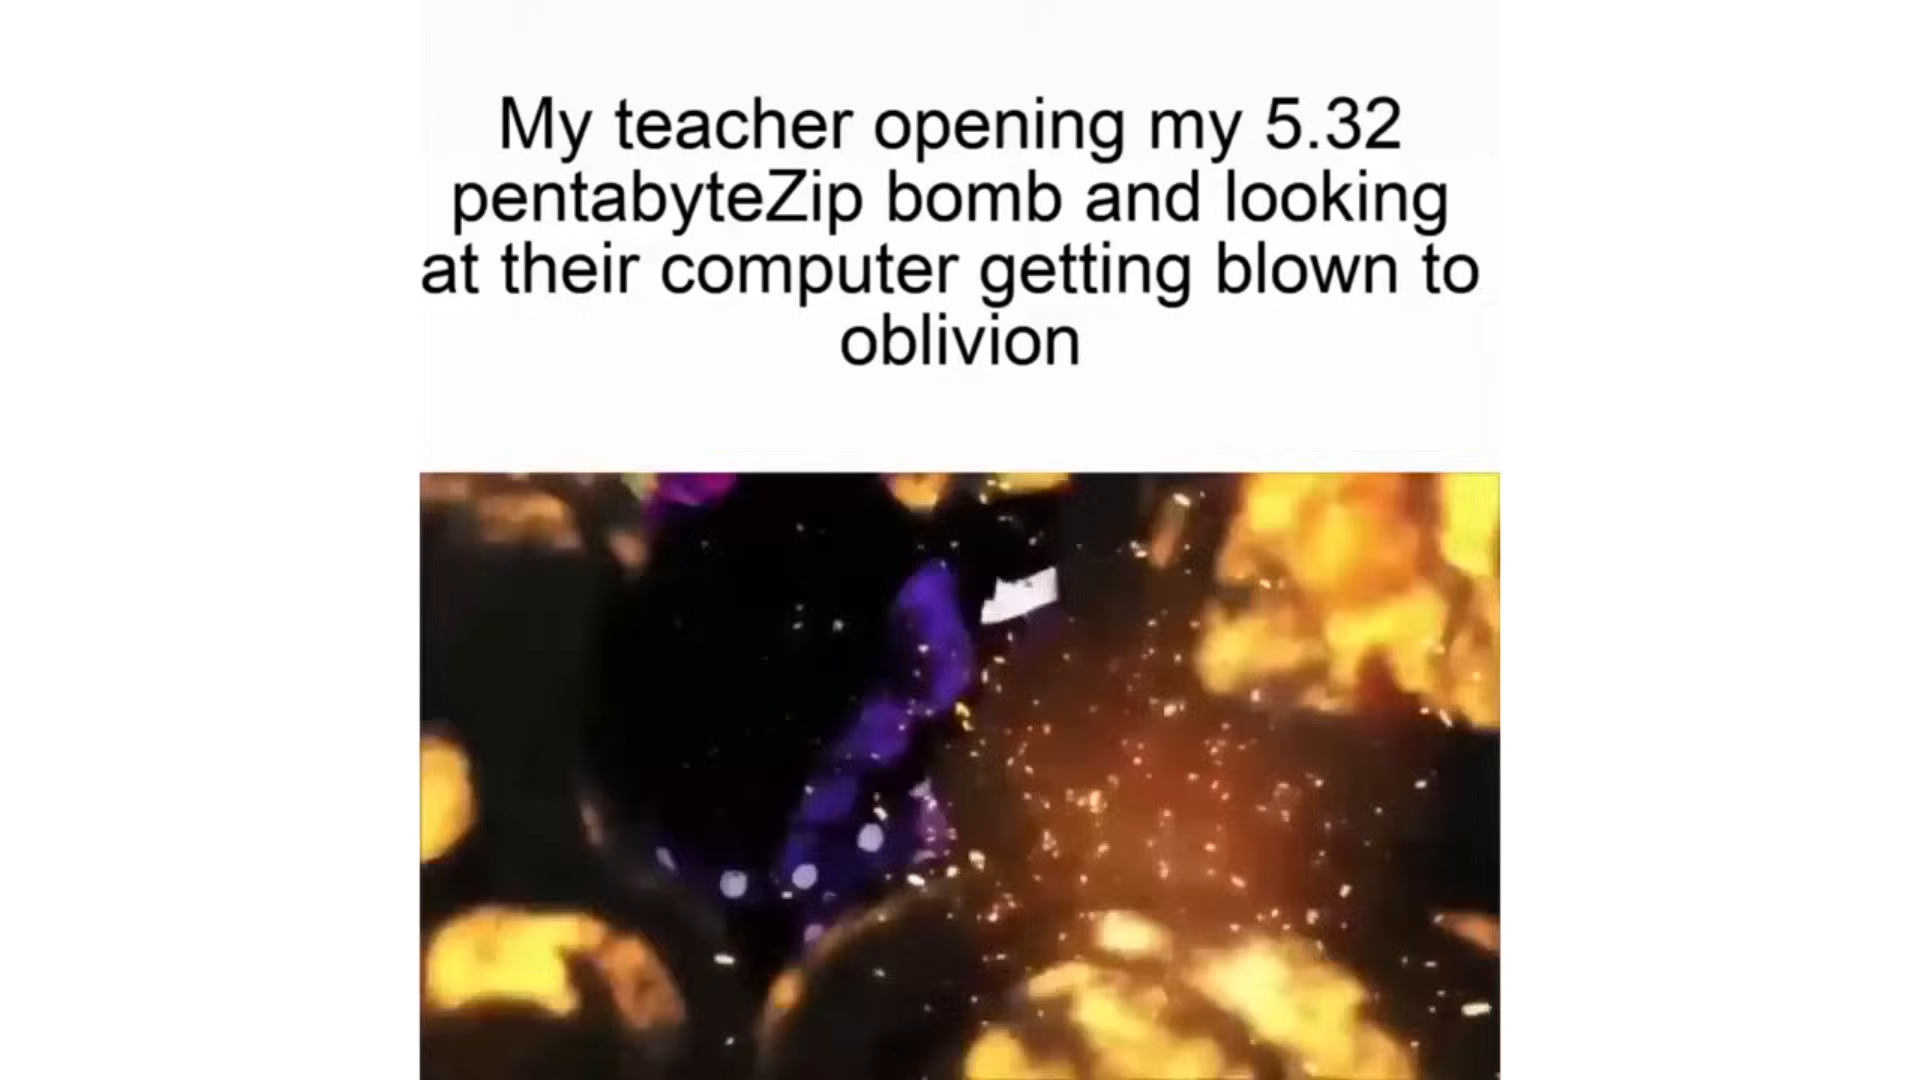 My teacher opening my 5.32
pentabyteZip bomb and looking
at their computer getting blown to
oblivion